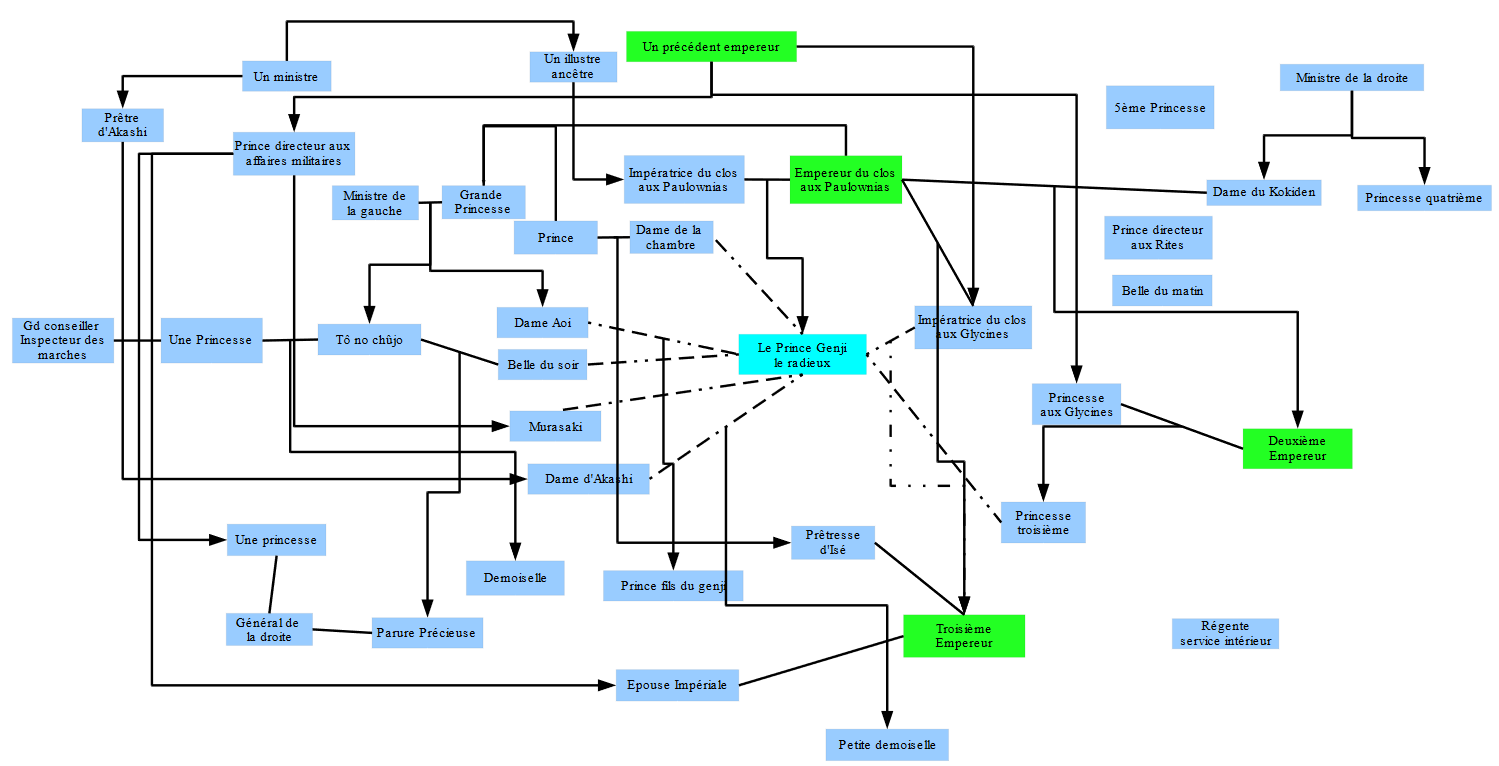 Un précédent empereur
Un illustre
ancêtre
Un ministre
Ministre de la droite
5ème Princesse
Prêtre
d'Akashi
Prince directeur aux
affaires militaires
Impératrice du clos
aux Paulownias
Empereur du clos
aux Paulownias
Dame du Kokiden
Princesse quatrième
Ministre de
la gauche
Grande
Princesse
Prince
Dame de la
chambre
Prince directeur
aux Rites
Belle du matin
Dame Aoi
Impératrice du clos
aux Glycines
Gd conseiller
Inspecteur des
marches
Une Princesse
Tô no chûjo
Le Prince Genji
le radieux
Belle du soir
Princesse
aux Glycines
Murasaki
Deuxième
Empereur
Dame d'Akashi
Princesse
troisième
Une princesse
Prêtresse
d'Isé
Demoiselle
Prince fils du genji
Général de
la droite
Parure Précieuse
Troisième
Empereur
Régente
service intérieur
Epouse Impériale
Petite demoiselle